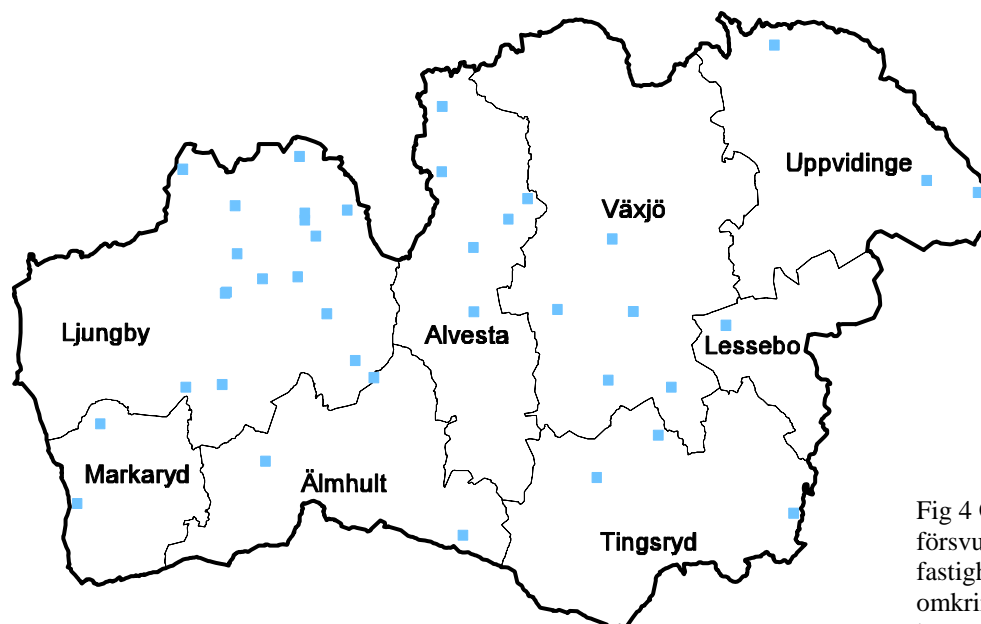 Uppvidinge
Växjö
Ljungby
Alvesta
Lessebo
Markaryd
Älmhult
Tingsryd
Fig 4
försvu
fastigh
omkri